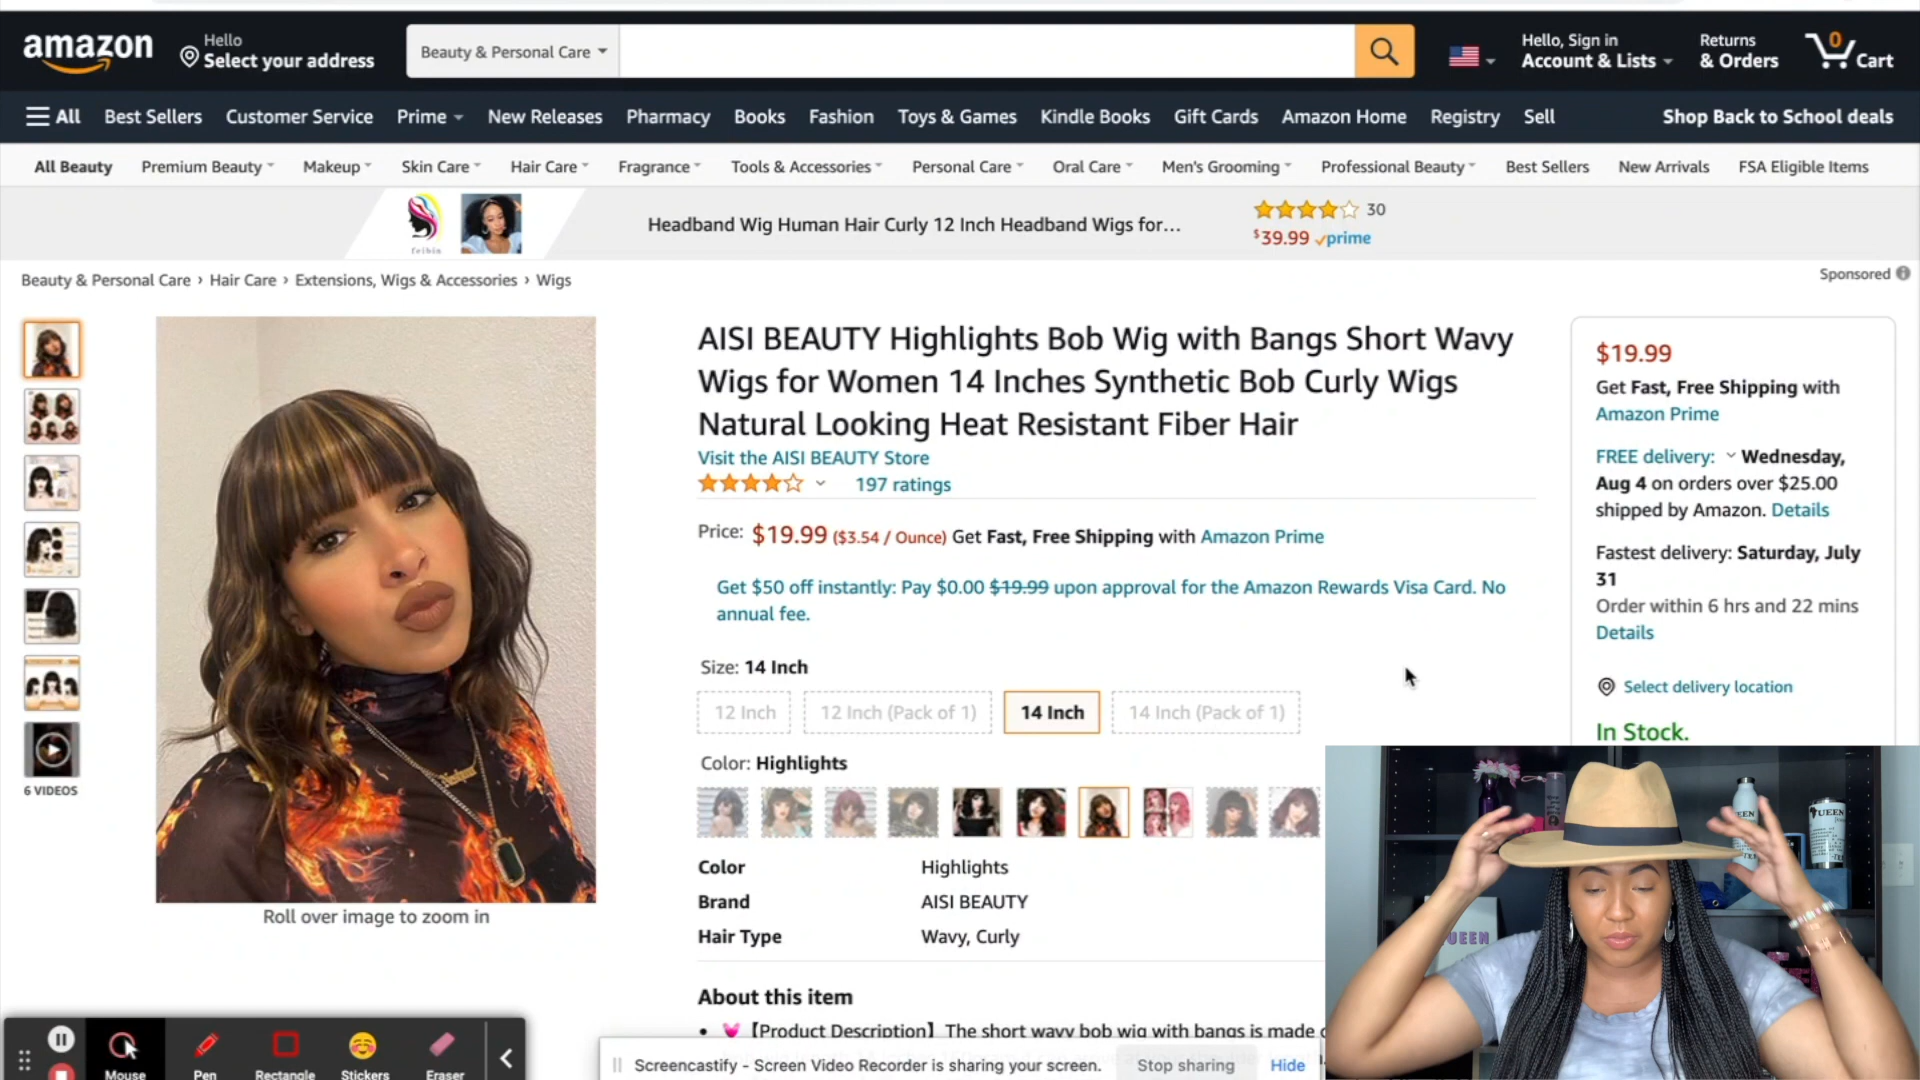 amazon
Hello
Select your address
Beauty & Personal Care
Hello, Sign in
Account & Lists
Returns
& Orders
0
Cart
All
Best Sellers
Customer Service
Prime
New Releases
Pharmacy
Books
Fashion
Toys & Games
Kindle Books
Gift Cards
Amazon Home
Registry
Sell
Shop Back to School deals
All Beauty
Premium Beauty
Makeup
Skin Care
Hair Care
Fragrance
Tools & Accessories
Personal Care
Oral Care
Men's Grooming
Professional Beauty
Best Sellers
New Arrivals
FSA Eligible Items
feibin
Headband Wig Human Hair Curly 12 Inch Headband Wigs for...
30
$39.99 prime
Sponsored
Beauty & Personal Care › Hair Care › Extensions, Wigs & Accessories › Wigs
6 VIDEOS
Roll over image to zoom in
AISI BEAUTY Highlights Bob Wig with Bangs Short Wavy
Wigs for Women 14 Inches Synthetic Bob Curly Wigs
Natural Looking Heat Resistant Fiber Hair
Visit the AISI BEAUTY Store
197 ratings
Price: $19.99 ($3.54 / Ounce) Get Fast, Free Shipping with Amazon Prime
Get $50 off instantly: Pay $0.00 $19.99 upon approval for the Amazon Rewards Visa Card. No
annual fee.
Size: 14 Inch
12 Inch
12 Inch (Pack of 1)
14 Inch
14 Inch (Pack of 1)
Color: Highlights
Color Highlights
Brand AISI BEAUTY
Hair Type Wavy, Curly
About this item
• 【Product Description】The short wavy bob wig with bangs is made
$19.99
Get Fast, Free Shipping with
Amazon Prime
FREE delivery: Wednesday,
Aug 4 on orders over $25.00
shipped by Amazon. Details
Fastest delivery: Saturday, July
31
Order within 6 hrs and 22 mins
Details
Select delivery location
In Stock.
UEEN
UEEN
Mouse
Pen
Rectangle
Stickers
Eraser
Screencastify - Screen Video Recorder is sharing your screen.
Stop sharing
Hide